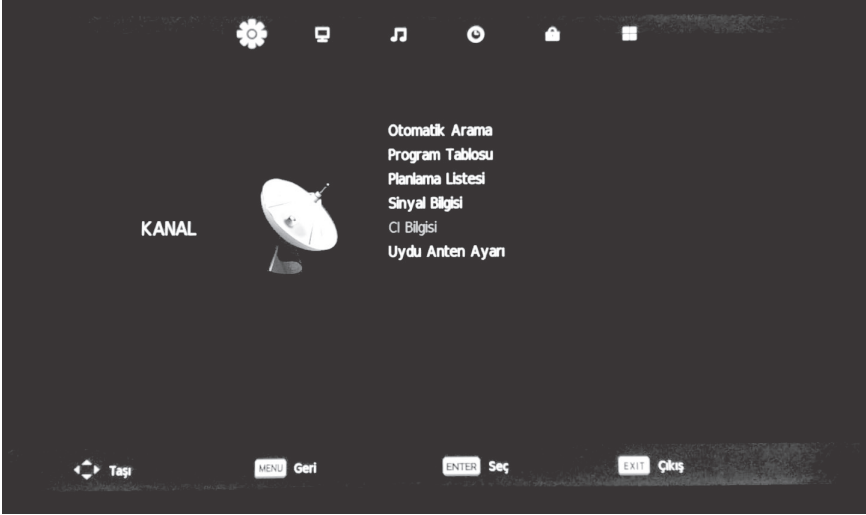 Otomatik Arama
Program Tablosu
Planlama Listesi
Sinyal Bilgisi
KANAL
CI Bilgisi
Uydu Anten Ayarı
Taşı MENU Geri ENTER Seç EXIT Çıkış